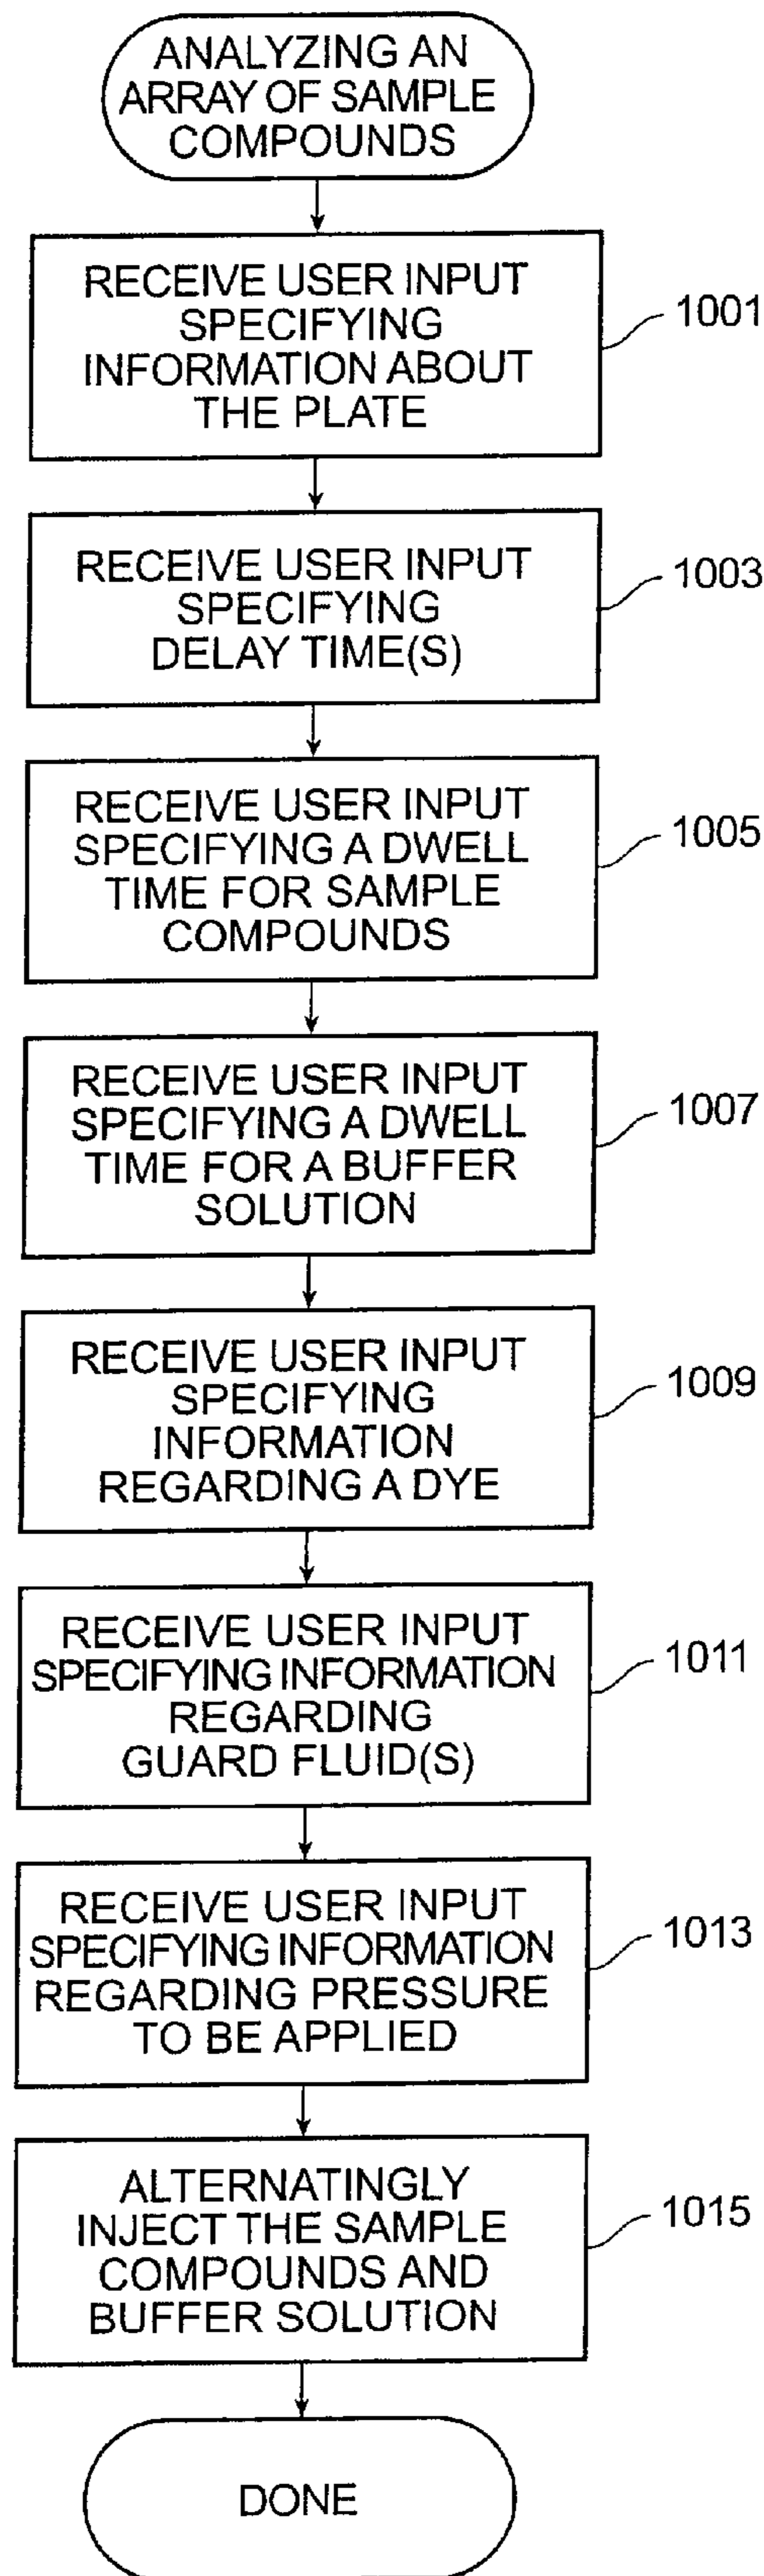 ANALYZING AN
ARRAY OF SAMPLE
COMPOUNDS
RECEIVE USER INPUT
SPECIFYING
INFORMATION ABOUT
THE PLATE
1001
RECEIVE USER INPUT
SPECIFYING
DELAY TIME(S)
1003
RECEIVE USER INPUT
SPECIFYING A DWELL
TIME FOR SAMPLE
COMPOUNDS
1005
RECEIVE USER INPUT
SPECIFYING A DWELL
TIME FOR A BUFFER
SOLUTION
1007
RECEIVE USER INPUT
SPECIFYING
INFORMATION
REGARDING A DYE
1009
RECEIVE USER INPUT
SPECIFYING INFORMATION
REGARDING
GUARD FLUID(S)
1011
RECEIVE USER INPUT
SPECIFYING INFORMATION
REGARDING PRESSURE
TO BE APPLIED
1013
ALTERNATINGLY
INJECT THE SAMPLE
COMPOUNDS AND
BUFFER SOLUTION
1015
DONE